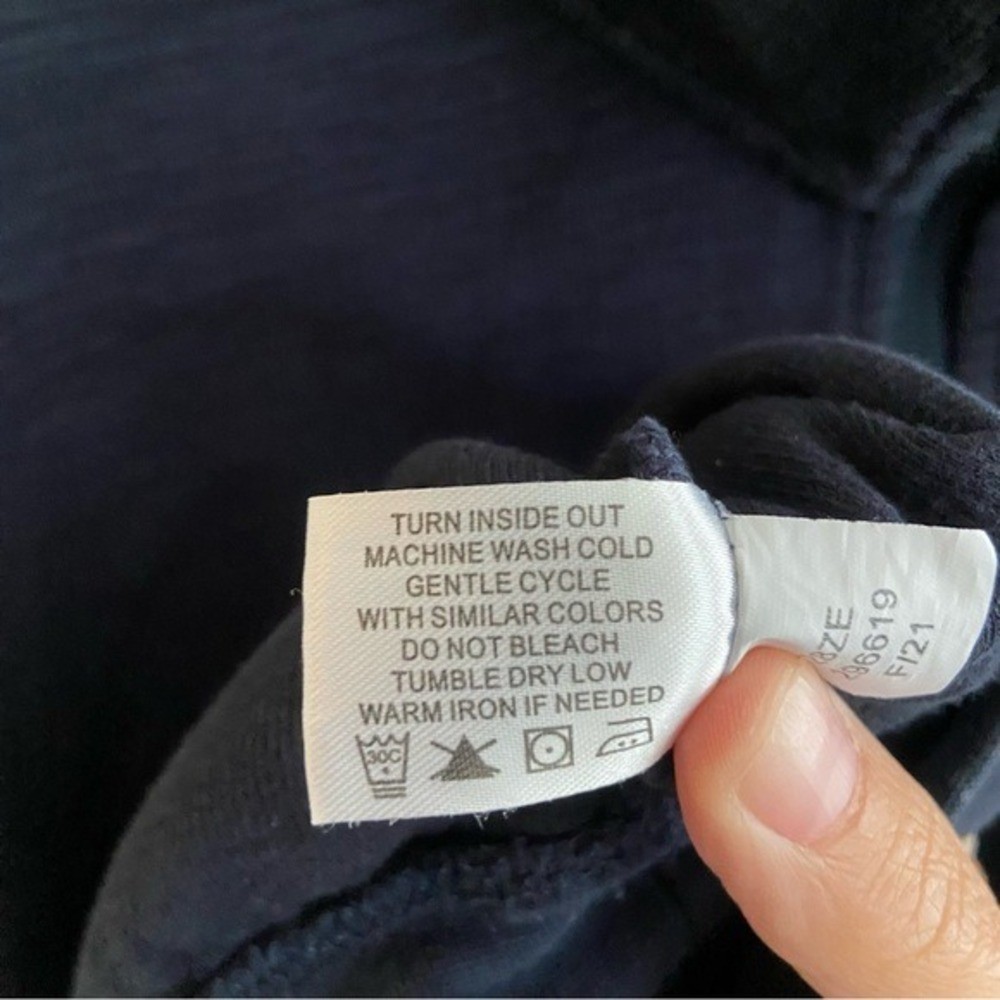 TURN INSIDE OUT
MACHINE WASH COLD
GENTLE CYCLE
WITH SIMILAR COLORS
DO NOT BLEACH
TUMBLE DRY LOW
WARM IRON IF NEEDED
30C
FI21